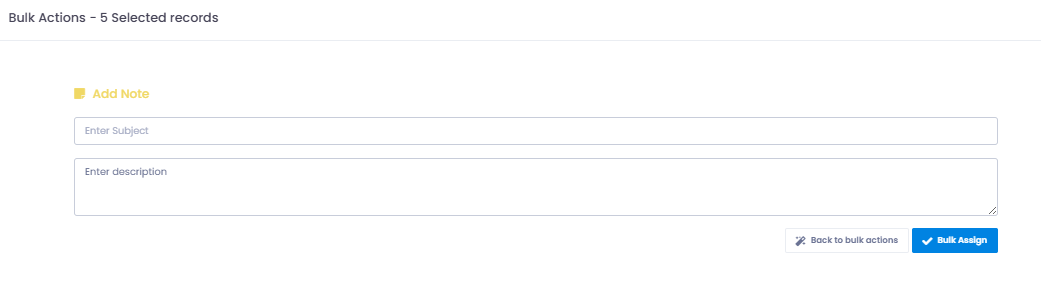 Bulk Actions - 5 Selected records
Add Note
Enter Subject
Enter description
Back to bulk actions
Bulk Assign